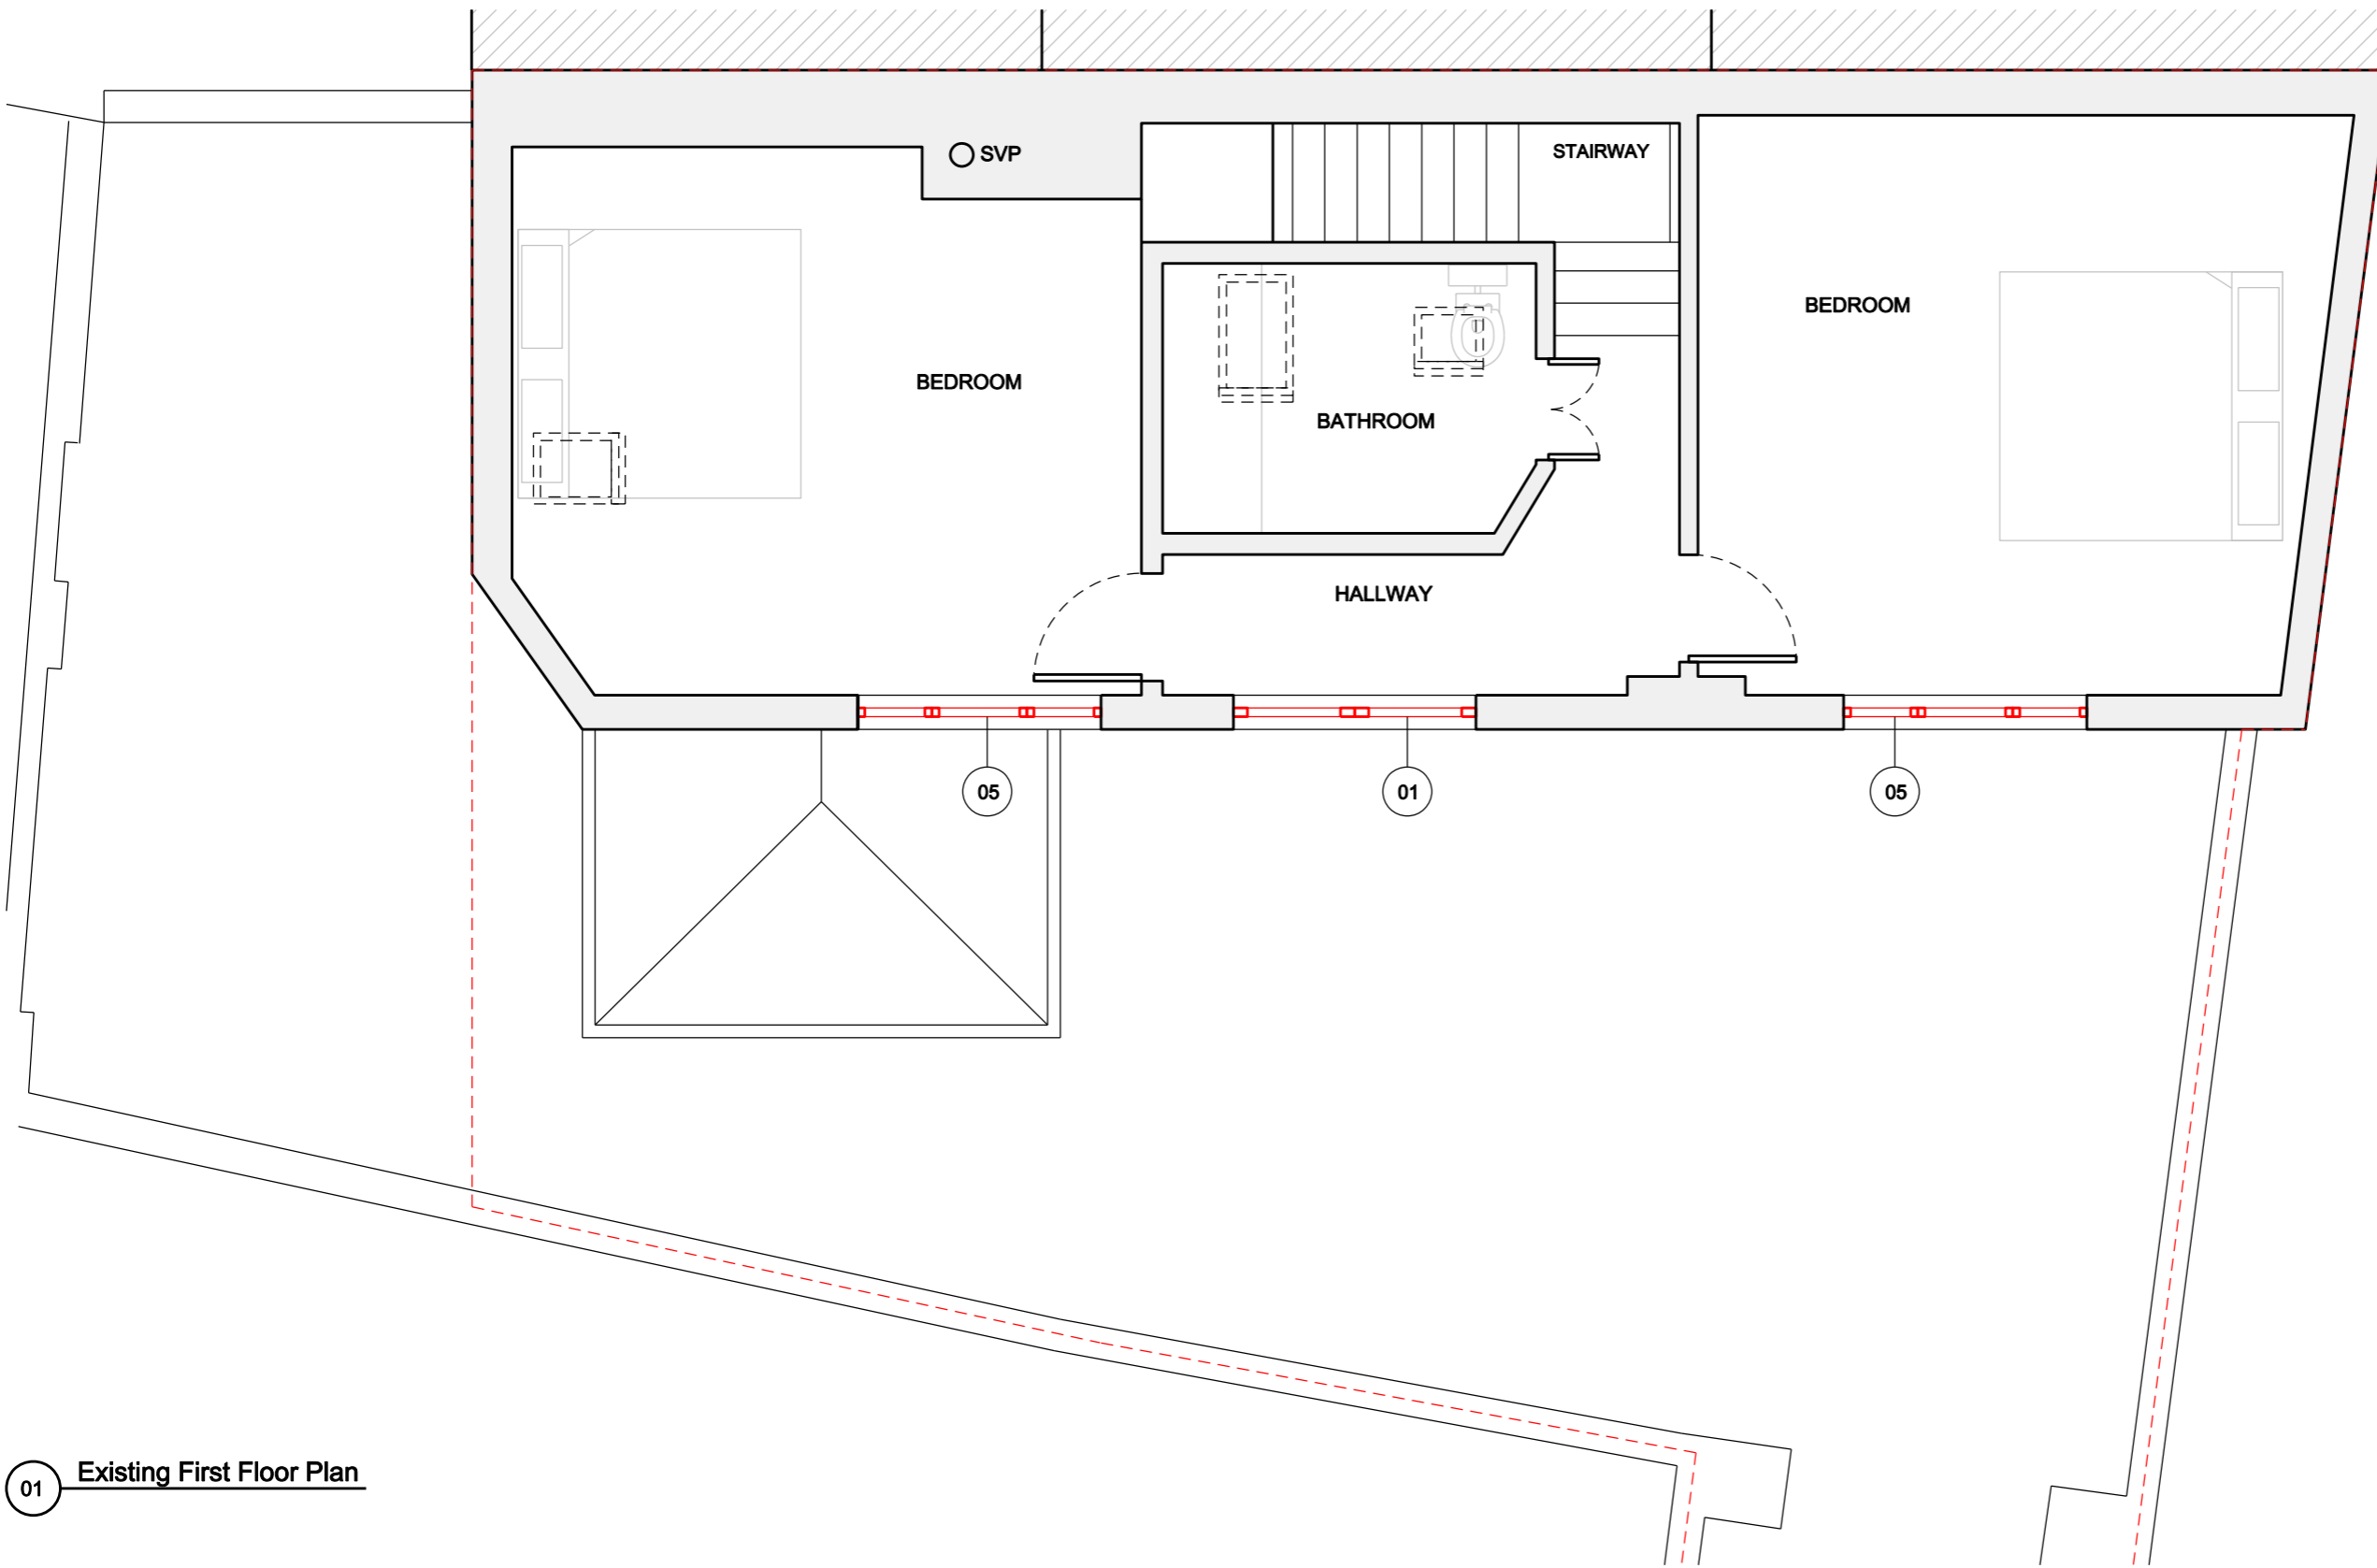 SVP
STAIRWAY
BEDROOM
BEDROOM
BATHROOM
HALLWAY
05
01
05
01 Existing First Floor Plan